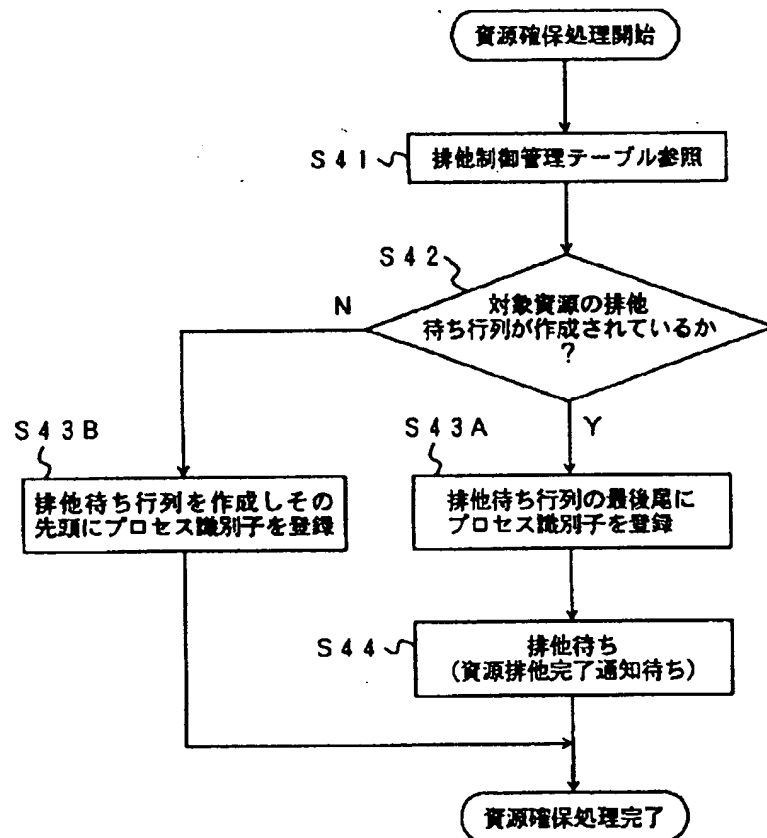 資源確保処理開始
S41
排他制御管理テーブル参照
S42
対象資源の排他
待ち行列が作成されているか
?
N
Y
S43B
排他待ち行列を作成しその
先頭にプロセス識別子を登録
S43A
排他待ち行列の最後尾に
プロセス識別子を登録
S44
排他待ち
(資源排他完了通知待ち)
資源確保処理完了